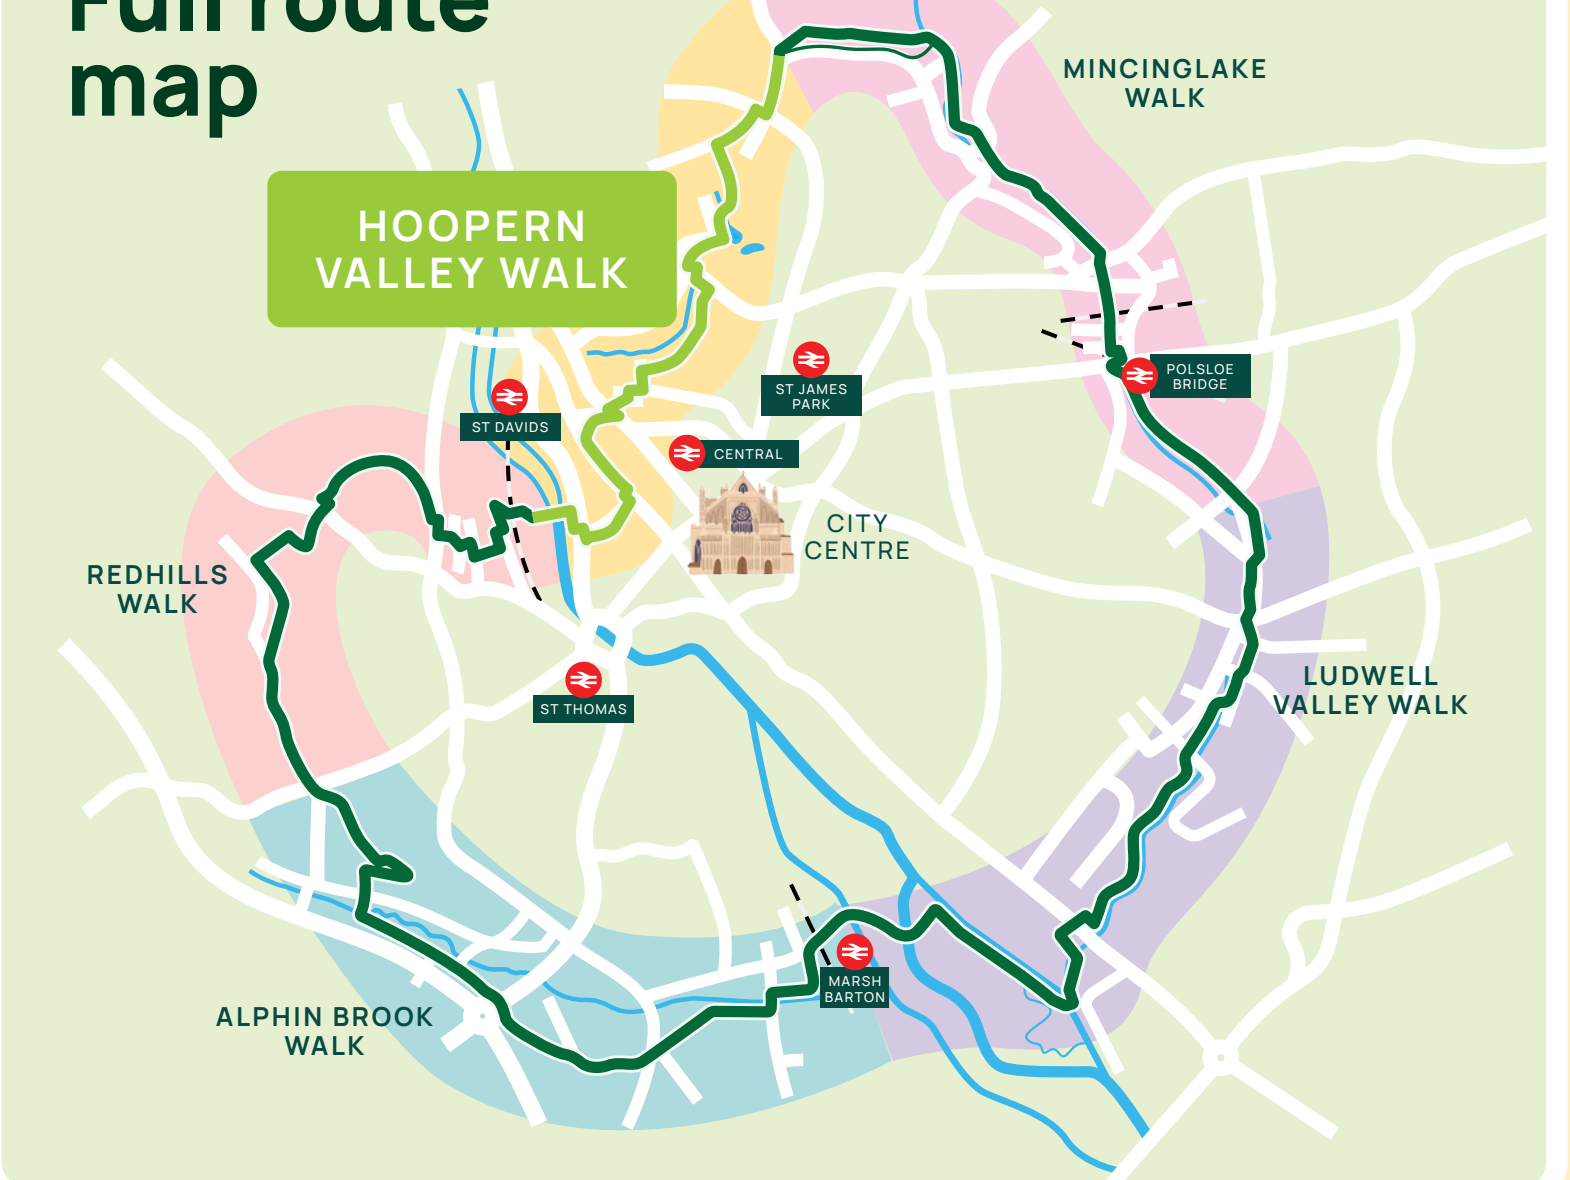 Full route
map
MINCINGLAKE
WALK
HOOPERN
VALLEY WALK
POLSLOE
BRIDGE
ST JAMES
PARK
ST DAVIDS
CENTRAL
CITY
CENTRE
REDHILLS
WALK
ST THOMAS
LUDWELL
VALLEY WALK
MARSH
BARTON
ALPHIN BROOK
WALK